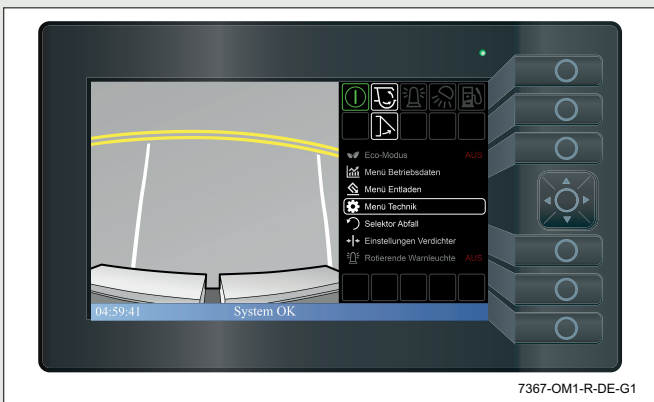 Eco-Modus AUS
Menü Betriebsdaten
Menü Entladen
Menü Technik
Selektor Abfall
Einstellungen Verdichter
Rotierende Warnleuchte AUS
04:59:41 System OK
7367-OM1-R-DE-G1